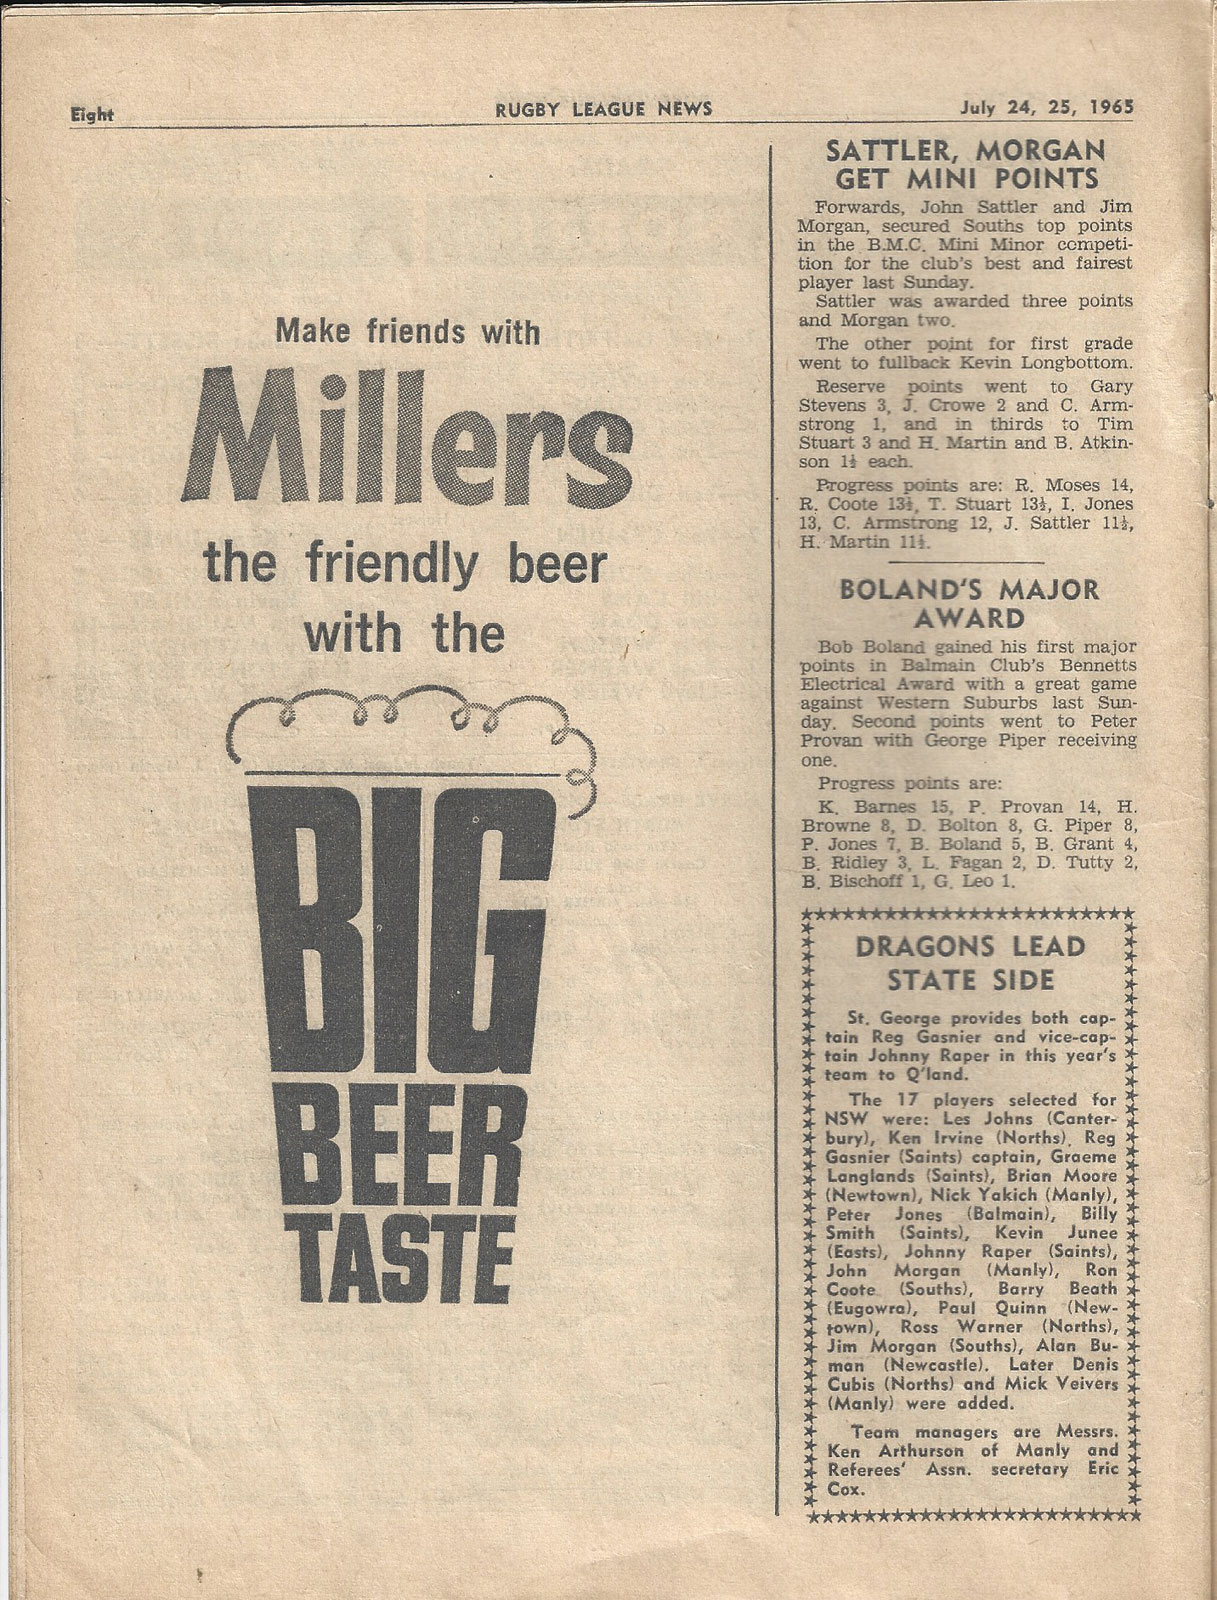 Eight
RUGBY LEAGUE NEWS
July 24, 25, 1965
Make friends with
Millers
the friendly beer
with the
BIG
BEER
TASTE
SATTLER, MORGAN
GET MINI POINTS
Forwards, John Sattler and Jim
Morgan, secured Souths top points
in the B.M.C. Mini Minor competi-
tion for the club's best and fairest
player last Sunday.
Sattler was awarded three points
and Morgan two.
The other point for first grade
went to fullback Kevin Longbottom.
Reserve points went to Gary
Stevens 3, J. Crowe 2 and C. Arm-
strong 1, and in thirds to Tim
Stuart 3 and H. Martin and B. Atkin-
son 1½ each.
Progress points are: R. Moses 14,
R. Coote 13½, T. Stuart 13½, I. Jones
13, C. Armstrong 12, J. Sattler 11½,
H. Martin 11½.
BOLAND'S MAJOR
AWARD
Bob Boland gained his first major
points in Balmain Club's Bennetts
Electrical Award with a great game
against Western Suburbs last Sun-
day. Second points went to Peter
Provan with George Piper receiving
one.
Progress points are:
K. Barnes 15, P. Provan 14, H.
Browne 8, D. Bolton 8, G. Piper 8,
P. Jones 7, B. Boland 5, B. Grant 4,
B. Ridley 3, L. Fagan 2, D. Tutty 2,
B. Bischoff 1, G. Leo 1.
DRAGONS LEAD
STATE SIDE
St. George provides both cap-
tain Reg Gasnier and vice-cap-
tain Johnny Raper in this year's
team to Q'land.
The 17 players selected for
NSW were: Les Johns (Canter-
bury), Ken Irvine (Norths), Reg
Gasnier (Saints) captain, Graeme
Langlands (Saints), Brian Moore
(Newtown), Nick Yakich (Manly),
Peter Jones (Balmain), Billy
Smith (Saints), Kevin Junee
(Easts), Johnny Raper (Saints),
John Morgan (Manly), Ron
Coote (Souths), Barry Beath
(Eugowra), Paul Quinn (New-
town), Ross Warner (Norths),
Jim Morgan (Souths), Alan Bu-
man (Newcastle). Later Denis
Cubis (Norths) and Mick Veivers
(Manly) were added.
Team managers are Messrs.
Ken Arthurson of Manly and
Referees' Assn. secretary Eric
Cox.